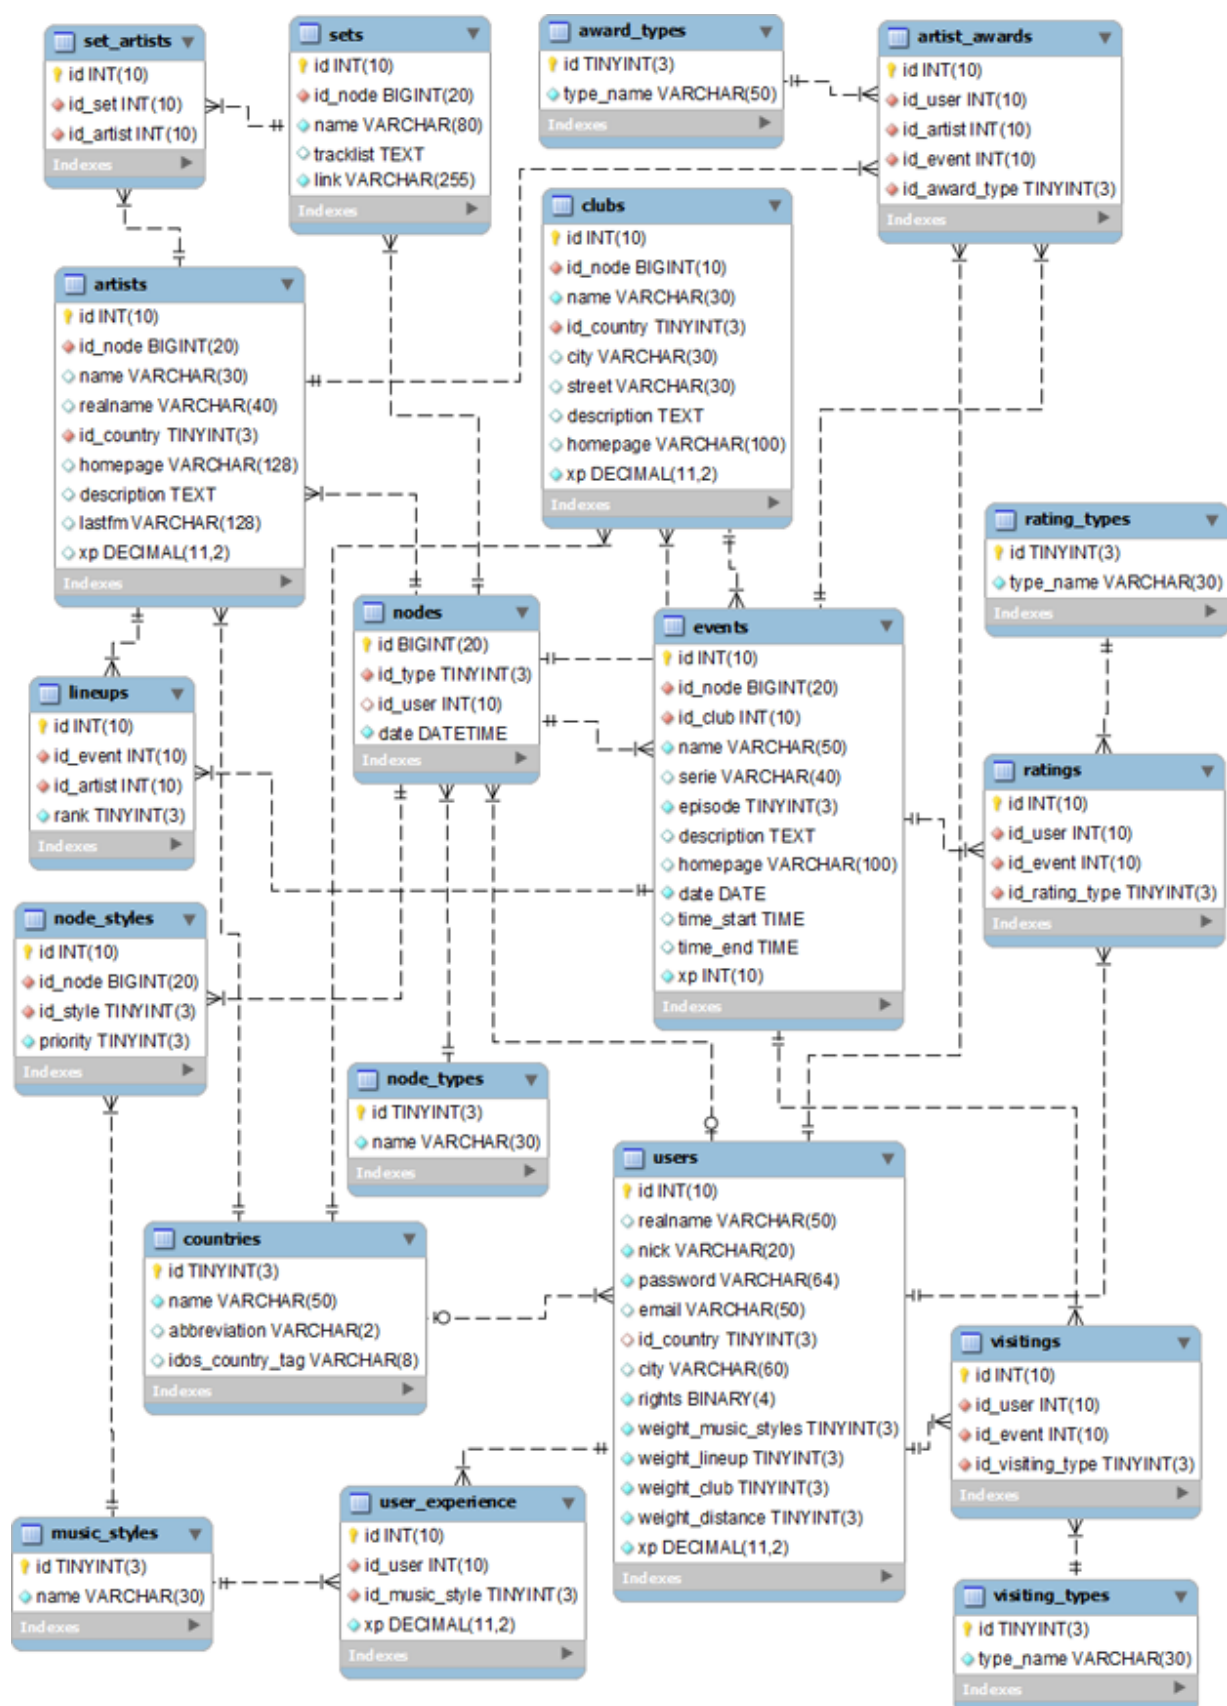 set_artists
id INT(10)
id_set INT(10)
id_artist INT(10)
Indexes
sets
id INT(10)
id_node BIGINT(20)
name VARCHAR(80)
tracklist TEXT
link VARCHAR(255)
Indexes
award_types
id TINYINT(3)
type_name VARCHAR(50)
Indexes
artist_awards
id INT(10)
id_user INT(10)
id_artist INT(10)
id_event INT(10)
id_award_type TINYINT(3)
Indexes
clubs
id INT(10)
id_node BIGINT(10)
name VARCHAR(30)
id_country TINYINT(3)
city VARCHAR(30)
street VARCHAR(30)
description TEXT
homepage VARCHAR(100)
xp DECIMAL(11,2)
Indexes
artists
id INT(10)
id_node BIGINT(20)
name VARCHAR(30)
realname VARCHAR(40)
id_country TINYINT(3)
homepage VARCHAR(128)
description TEXT
lastfm VARCHAR(128)
xp DECIMAL(11,2)
Indexes
rating_types
id TINYINT(3)
type_name VARCHAR(30)
Indexes
nodes
id BIGINT(20)
id_type TINYINT(3)
id_user INT(10)
date DATETIME
Indexes
events
id INT(10)
id_node BIGINT(20)
id_club INT(10)
name VARCHAR(50)
serie VARCHAR(40)
episode TINYINT(3)
description TEXT
homepage VARCHAR(100)
date DATE
time_start TIME
time_end TIME
xp INT(10)
Indexes
lineups
id INT(10)
id_event INT(10)
id_artist INT(10)
rank TINYINT(3)
Indexes
ratings
id INT(10)
id_user INT(10)
id_event INT(10)
id_rating_type TINYINT(3)
Indexes
node_styles
id INT(10)
id_node BIGINT(20)
id_style TINYINT(3)
priority TINYINT(3)
Indexes
node_types
id TINYINT(3)
name VARCHAR(30)
Indexes
users
id INT(10)
realname VARCHAR(50)
nick VARCHAR(20)
password VARCHAR(64)
email VARCHAR(50)
id_country TINYINT(3)
city VARCHAR(60)
rights BINARY(4)
weight_music_styles TINYINT(3)
weight_lineup TINYINT(3)
weight_club TINYINT(3)
weight_distance TINYINT(3)
xp DECIMAL(11,2)
Indexes
countries
id TINYINT(3)
name VARCHAR(50)
abbreviation VARCHAR(2)
idos_country_tag VARCHAR(8)
Indexes
visitings
id INT(10)
id_user INT(10)
id_event INT(10)
id_visiting_type TINYINT(3)
Indexes
user_experience
id INT(10)
id_user INT(10)
id_music_style TINYINT(3)
xp DECIMAL(11,2)
Indexes
music_styles
id TINYINT(3)
name VARCHAR(30)
Indexes
visiting_types
id TINYINT(3)
type_name VARCHAR(30)
Indexes